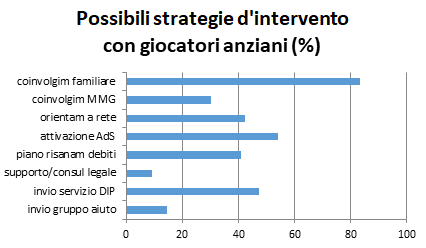 Possibili strategie d'intervento
con giocatori anziani (%)
coinvolgim familiare
coinvolgim MMG
orientam a rete
attivazione AdS
piano risanam debiti
supporto/consul legale
invio servizio DIP
invio gruppo aiuto
0 20 40 60 80 100